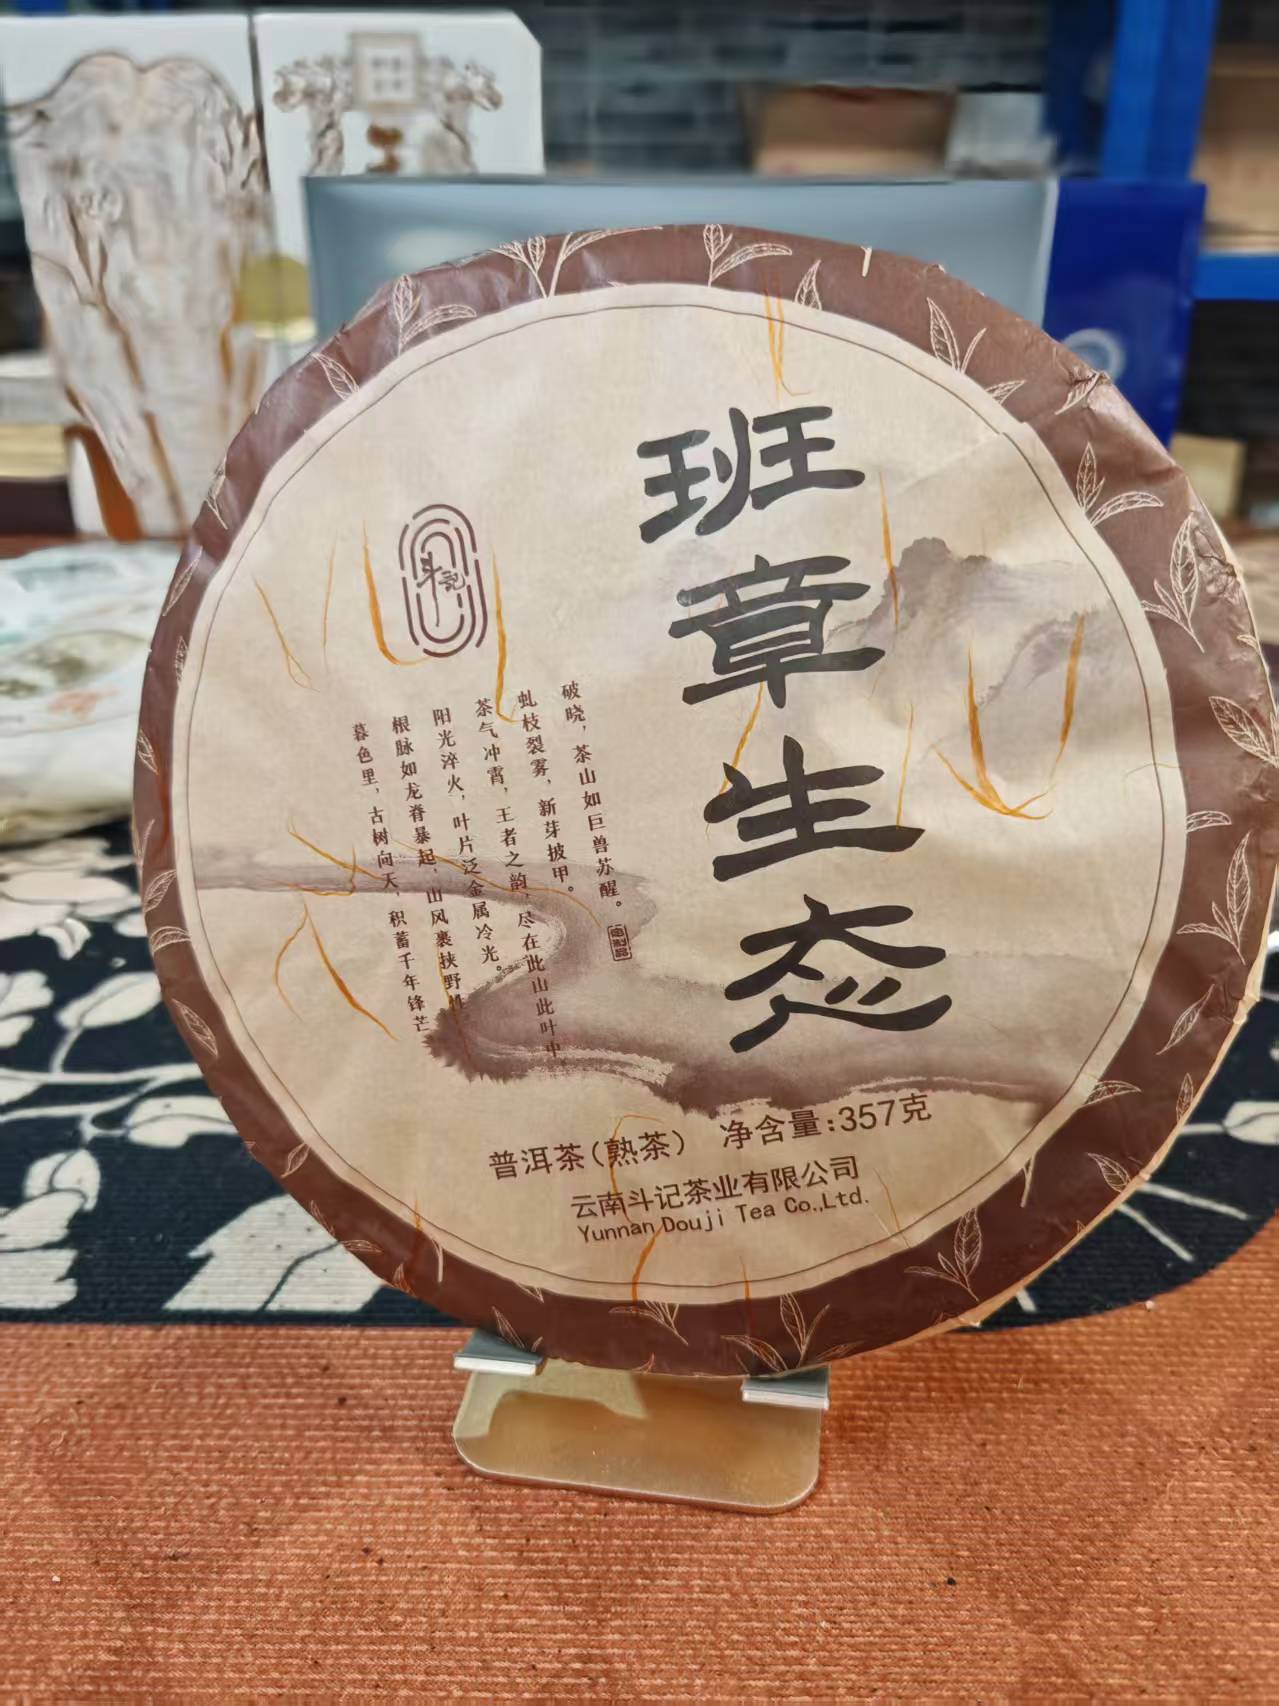 班章生态
斗記
破晓，茶山如巨兽苏醒。
虬枝裂雾，新芽披甲。
茶气冲霄，王者之韵，尽在此山此叶中
阳光淬火，叶片泛金属冷光。
根脉如龙脊暴起，山风裹挟野性
暮色里，古树向天，积蓄千年锋芒
定制品
普洱茶（熟茶） 净含量:357克
云南斗记茶业有限公司
Yunnan Douji Tea Co.,Ltd.